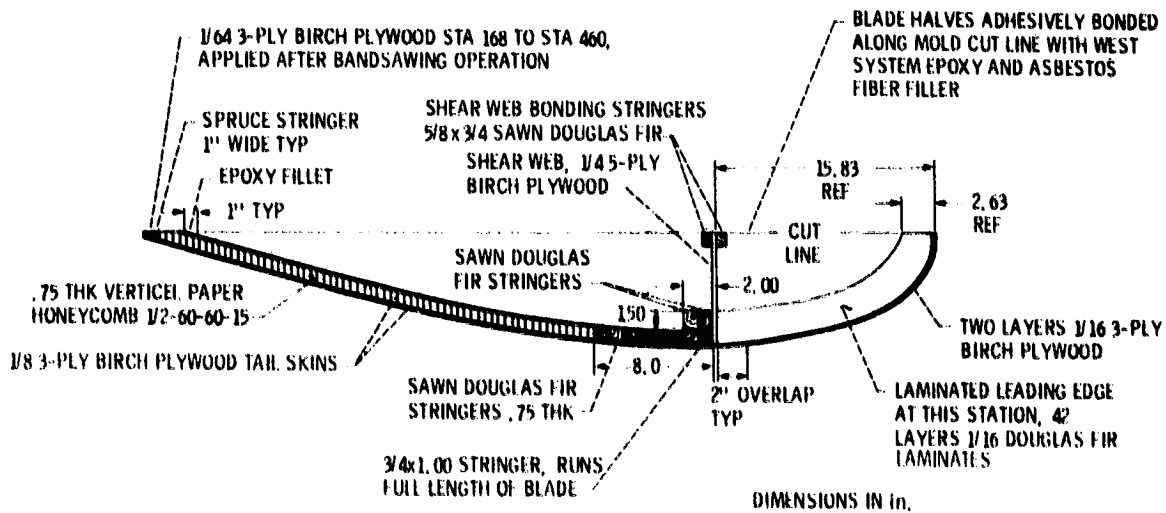 1/64 3-PLY BIRCH PLYWOOD STA 168 TO STA 460,
APPLIED AFTER BANDSAWING OPERATION
BLADE HALVES ADHESIVELY BONDED
ALONG MOLD CUT LINE WITH WEST
SYSTEM EPOXY AND ASBESTOS
FIBER FILLER
SPRUCE STRINGER
1" WIDE TYP
EPOXY FILLET
1" TYP
SHEAR WEB BONDING STRINGERS
5/8 x 3/4 SAWN DOUGLAS FIR
SHEAR WEB, 1/4 5-PLY
BIRCH PLYWOOD
15.83
REF
2.63
REF
CUT
LINE
SAWN DOUGLAS
FIR STRINGERS
2.00
1.50
.75 THK VERTICEL PAPER
HONEYCOMB 1/2-60-60-15
1/8 3-PLY BIRCH PLYWOOD TAIL SKINS
8.0
SAWN DOUGLAS FIR
STRINGERS .75 THK
2" OVERLAP
TYP
TWO LAYERS 1/16 3-PLY
BIRCH PLYWOOD
LAMINATED LEADING EDGE
AT THIS STATION, 42
LAYERS 1/16 DOUGLAS FIR
LAMINATES
3/4x1.00 STRINGER, RUNS
FULL LENGTH OF BLADE
DIMENSIONS IN in.